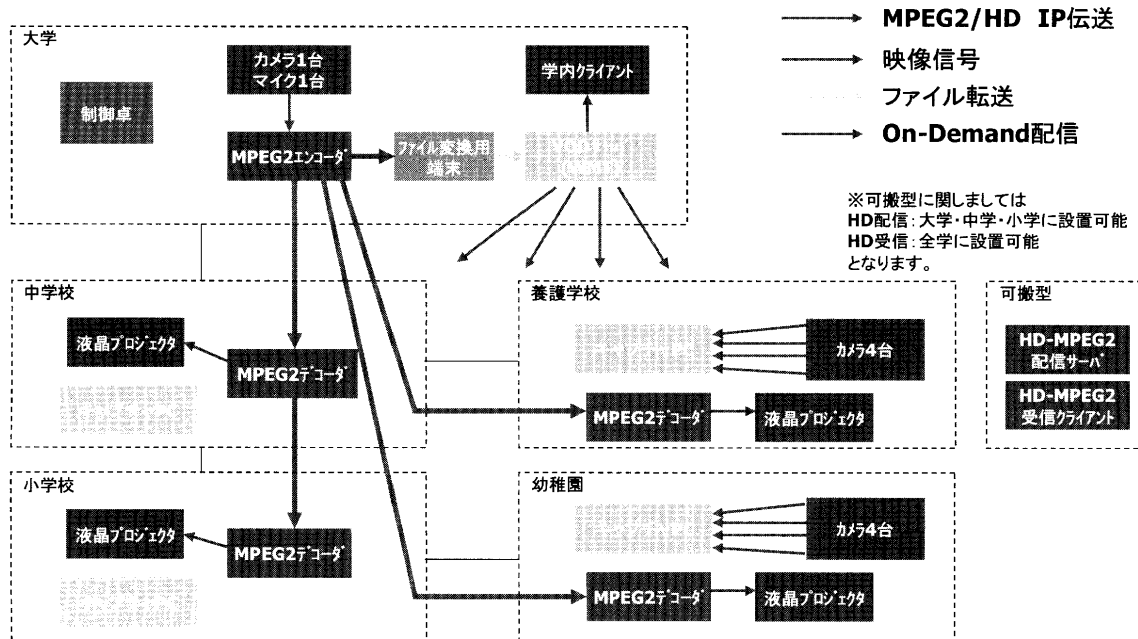 MPEG2/HD IP伝送
映像信号
ファイル転送
On-Demand配信
大学
カメラ1台
マイク1台
学内クライアント
制御卓
MPEG2エンコーダ
ファイル変換用
端末
※可搬型に関しましては
HD配信:大学・中学・小学に設置可能
HD受信:全学に設置可能
となります。
中学校
液晶プロジェクタ
MPEG2デコーダ
養護学校
カメラ4台
MPEG2デコーダ
液晶プロジェクタ
可搬型
HD-MPEG2
配信サーバ
HD-MPEG2
受信クライアント
小学校
液晶プロジェクタ
MPEG2デコーダ
幼稚園
カメラ4台
MPEG2デコーダ
液晶プロジェクタ